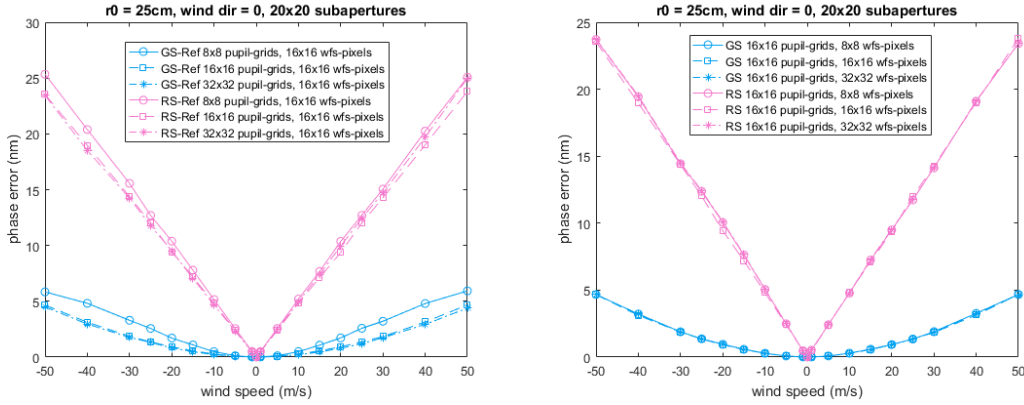 r0 = 25cm, wind dir = 0, 20x20 subapertures
30
25
20
15
10
5
0
phase error (nm)
GS-Ref 8x8 pupil-grids, 16x16 wfs-pixels
GS-Ref 16x16 pupil-grids, 16x16 wfs-pixels
GS-Ref 32x32 pupil-grids, 16x16 wfs-pixels
RS-Ref 8x8 pupil-grids, 16x16 wfs-pixels
RS-Ref 16x16 pupil-grids, 16x16 wfs-pixels
RS-Ref 32x32 pupil-grids, 16x16 wfs-pixels
-50 -40 -30 -20 -10 0 10 20 30 40 50
wind speed (m/s)
r0 = 25cm, wind dir = 0, 20x20 subapertures
25
20
15
10
5
0
phase error (nm)
GS 16x16 pupil-grids, 8x8 wfs-pixels
GS 16x16 pupil-grids, 16x16 wfs-pixels
GS 16x16 pupil-grids, 32x32 wfs-pixels
RS 16x16 pupil-grids, 8x8 wfs-pixels
RS 16x16 pupil-grids, 16x16 wfs-pixels
RS 16x16 pupil-grids, 32x32 wfs-pixels
-50 -40 -30 -20 -10 0 10 20 30 40 50
wind speed (m/s)